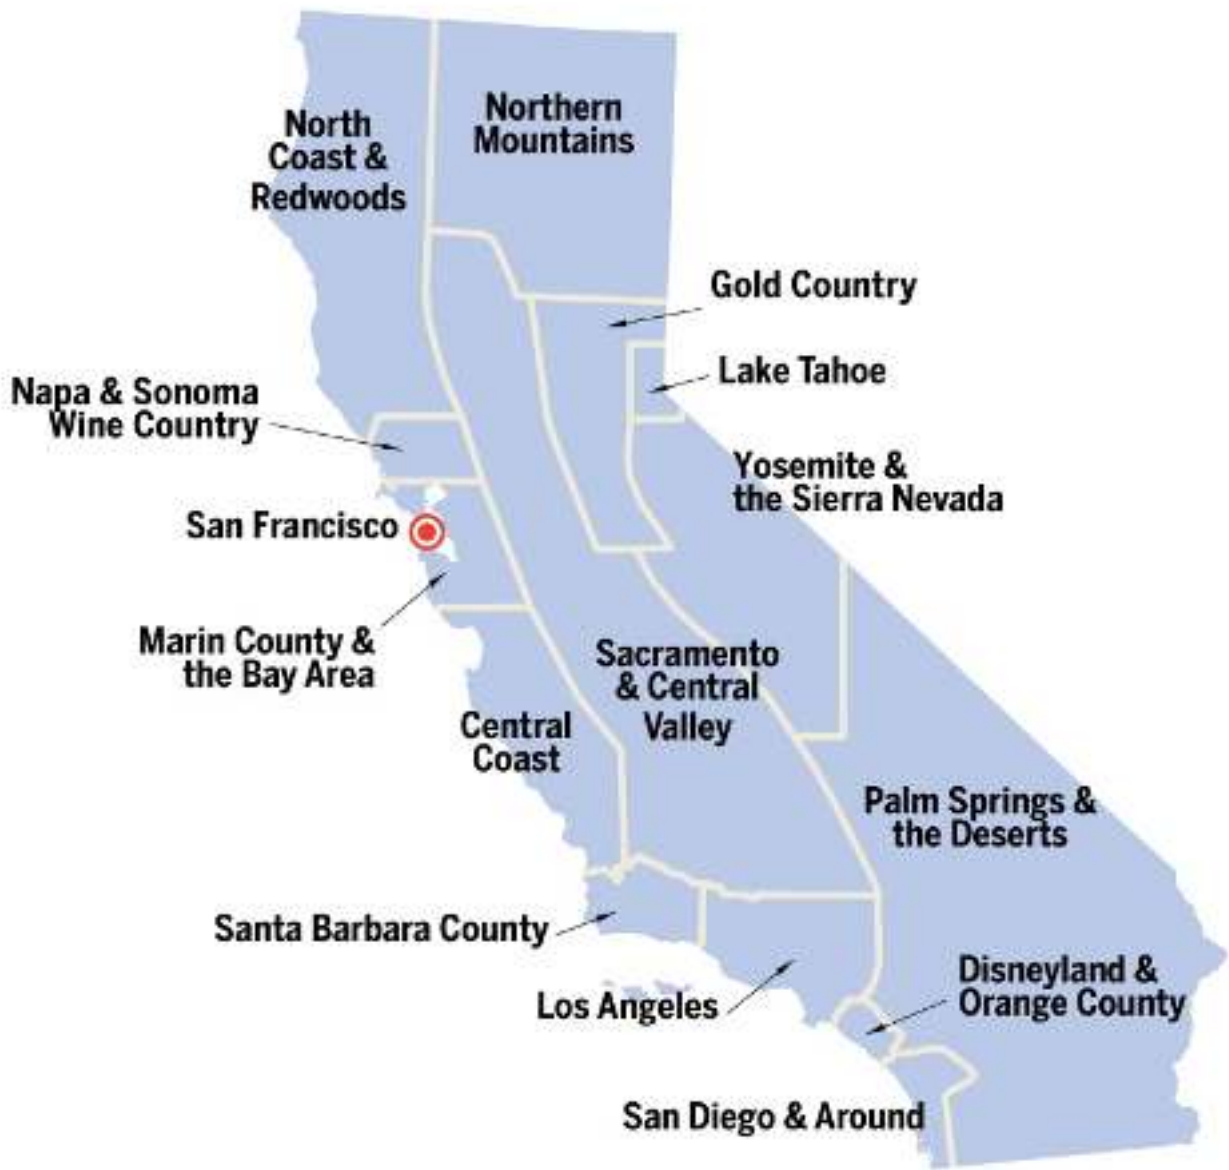 North
Coast &
Redwoods
Northern
Mountains
Gold Country
Lake Tahoe
Napa & Sonoma
Wine Country
Yosemite &
the Sierra Nevada
San Francisco
Marin County &
the Bay Area
Sacramento
& Central
Valley
Central
Coast
Palm Springs &
the Deserts
Santa Barbara County
Disneyland &
Orange County
Los Angeles
San Diego & Around